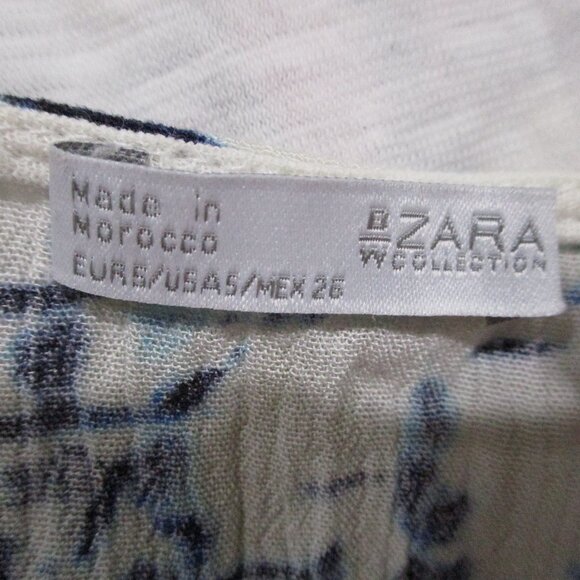 Made in
Morocco
EUR S/USA S/MEX 26
B
W
ZARA
COLLECTION